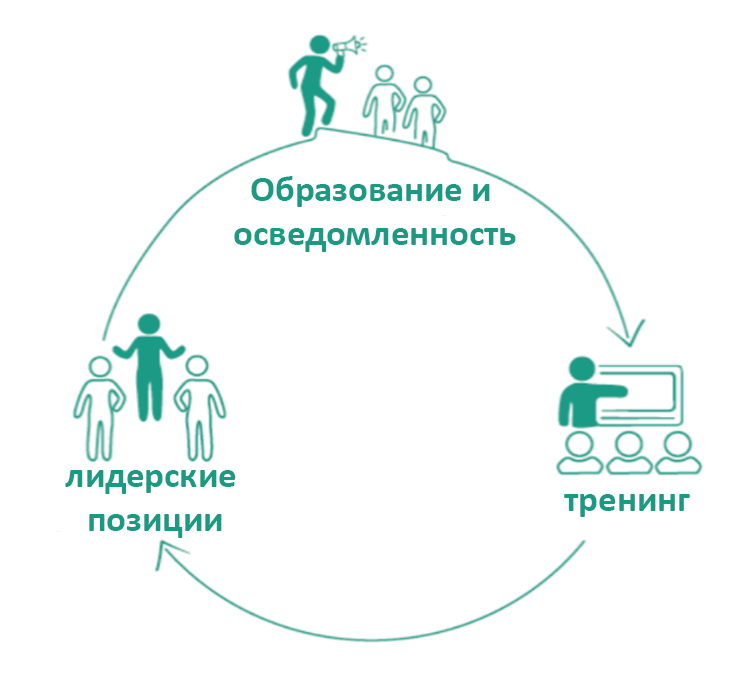 Образование и
осведомленность
лидерские
позиции
тренинг